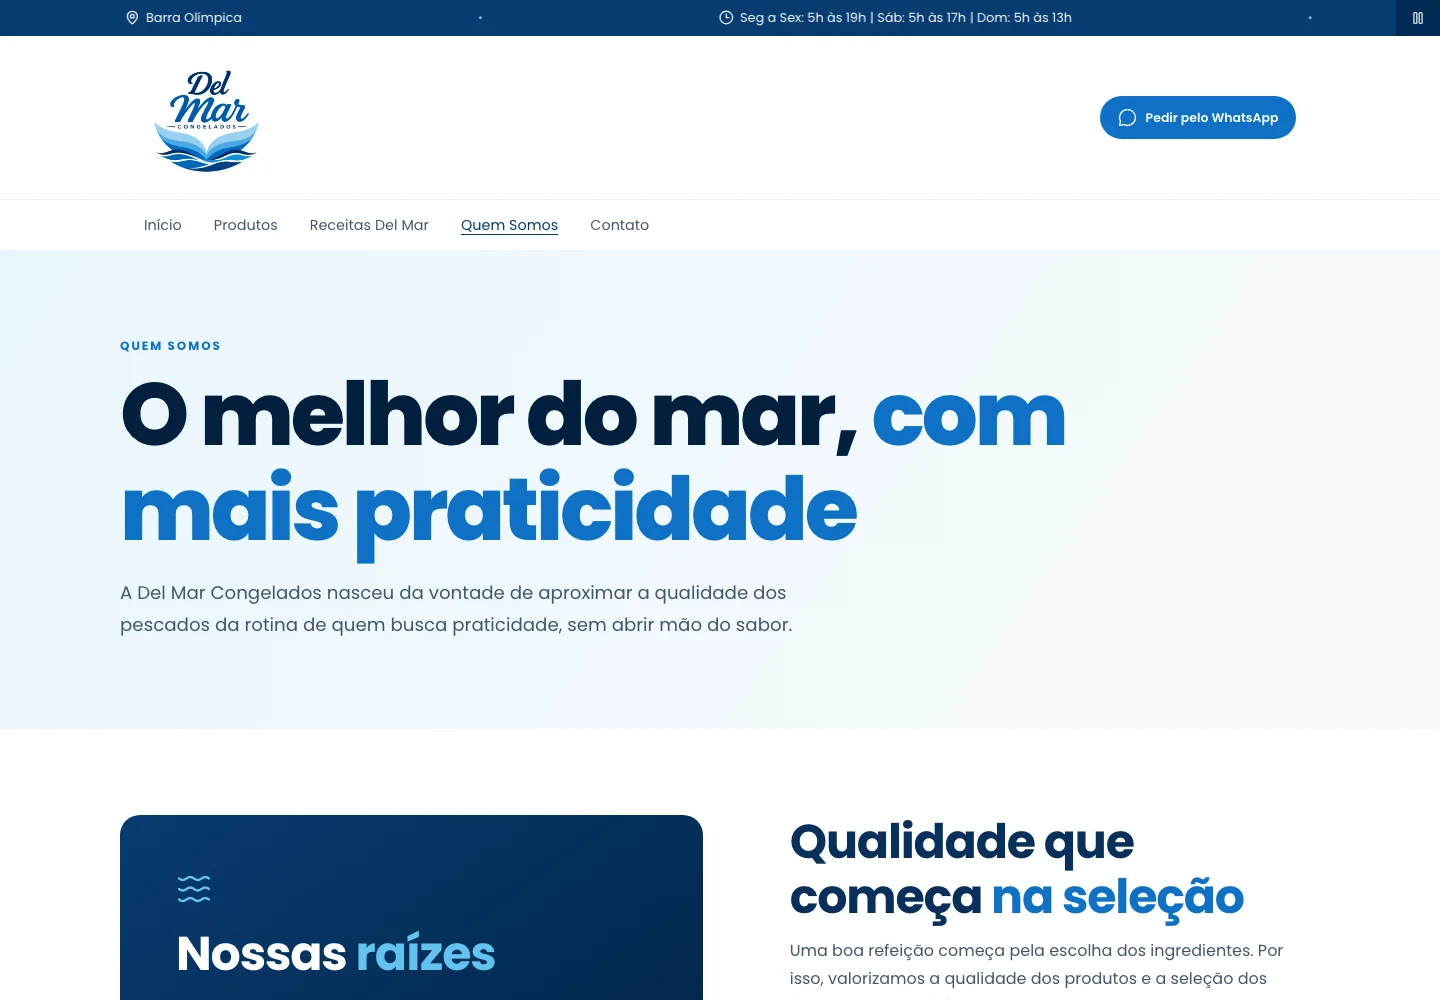 Barra Olímpica
•
Seg a Sex: 5h às 19h | Sáb: 5h às 17h | Dom: 5h às 13h
•
Del
Mar
CONGELADOS
Pedir pelo WhatsApp
Início
Produtos
Receitas Del Mar
Quem Somos
Contato
QUEM SOMOS
O melhor do mar, com
mais praticidade
A Del Mar Congelados nasceu da vontade de aproximar a qualidade dos
pescados da rotina de quem busca praticidade, sem abrir mão do sabor.
Nossas raízes
Qualidade que
começa na seleção
Uma boa refeição começa pela escolha dos ingredientes. Por
isso, valorizamos a qualidade dos produtos e a seleção dos